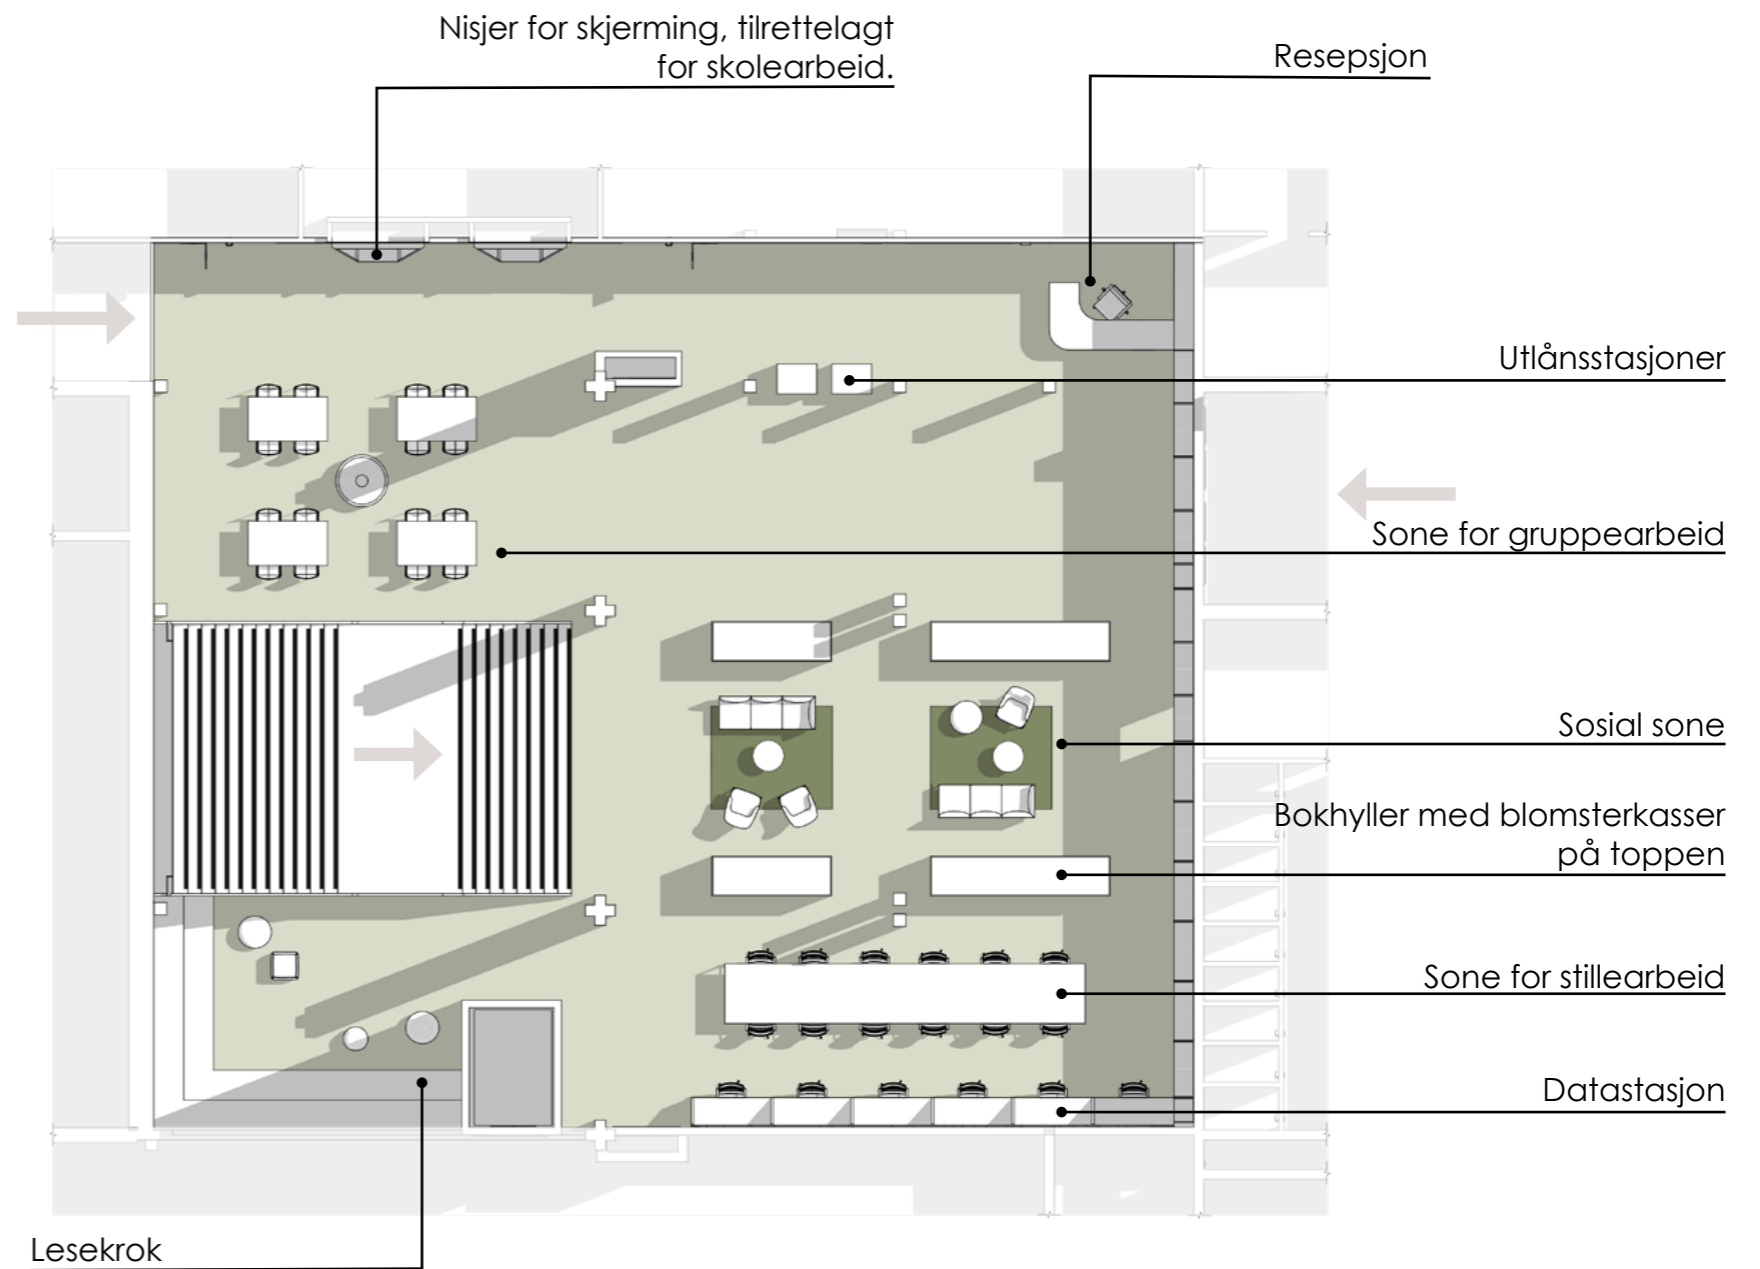 Nisjer for skjerming, tilrettelagt
for skolearbeid.
Resepsjon
Utlånsstasjoner
Sone for gruppearbeid
Sosial sone
Bokhyller med blomsterkasser
på toppen
Sone for stillearbeid
Datastasjon
Lesekrok